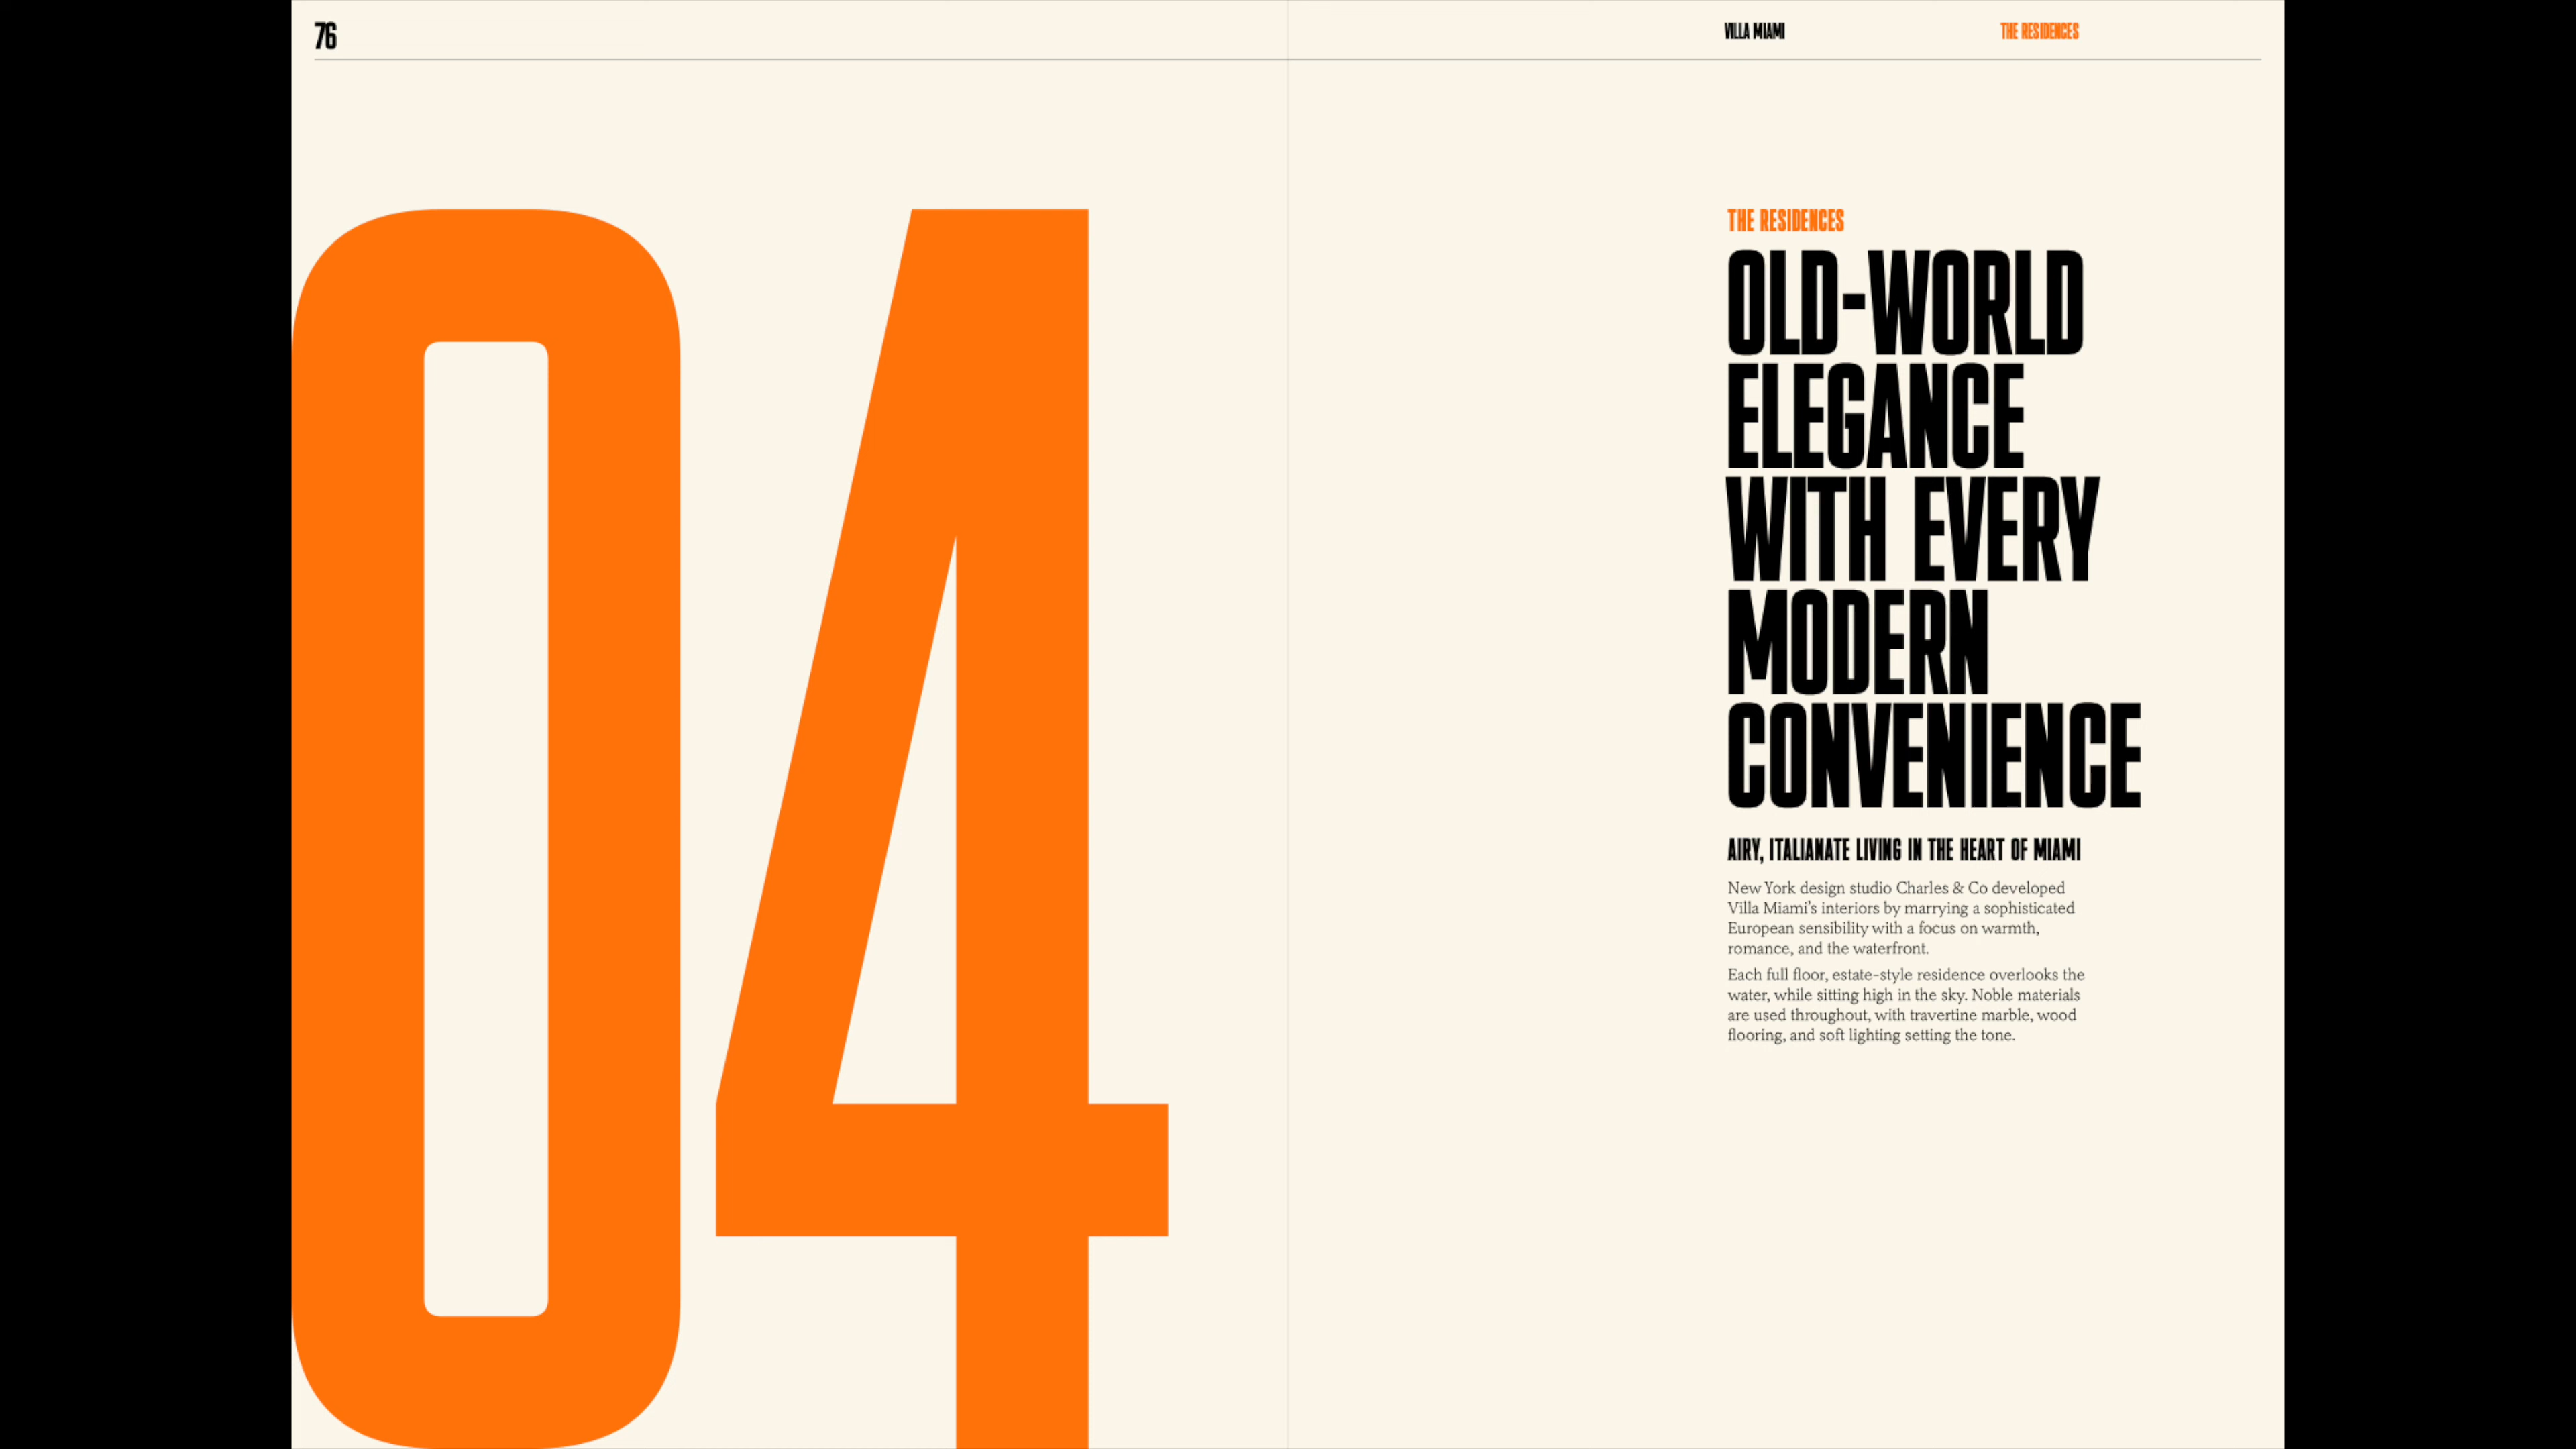 76
VILLA MIAMI
THE RESIDENCES
04
THE RESIDENCES
OLD-WORLD
ELEGANCE
WITH EVERY
MODERN
CONVENIENCE
AIRY, ITALIANATE LIVING IN THE HEART OF MIAMI
New York design studio Charles & Co developed
Villa Miami's interiors by marrying a sophisticated
European sensibility with a focus on warmth,
romance, and the waterfront.
Each full floor, estate-style residence overlooks the
water, while sitting high in the sky. Noble materials
are used throughout, with travertine marble, wood
flooring, and soft lighting setting the tone.